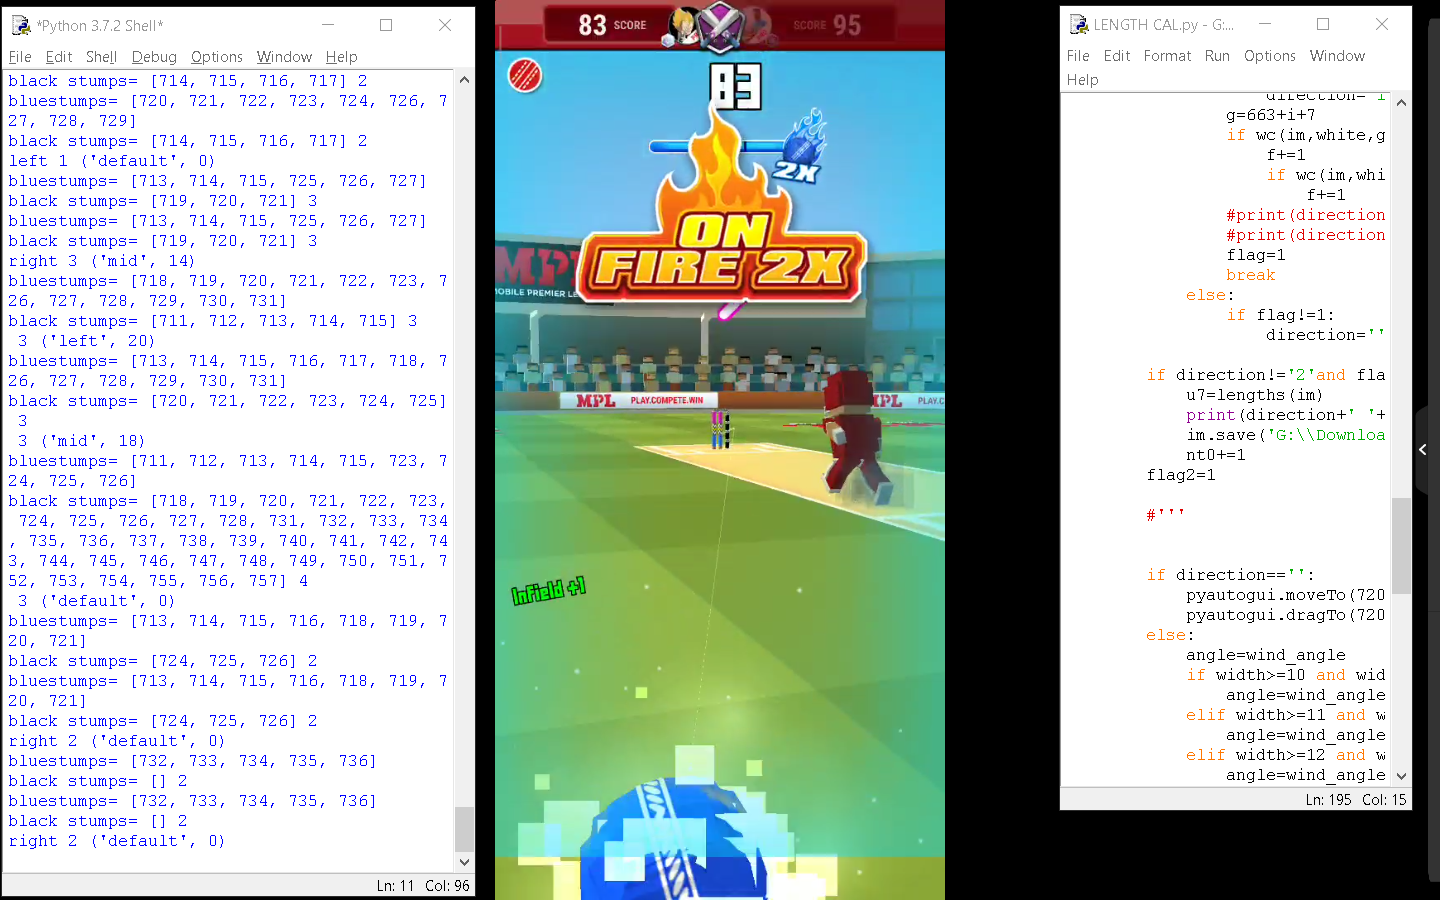 *Python 3.7.2 Shell*
File Edit Shell Debug Options Window Help
black stumps= [714, 715, 716, 717] 2
bluestumps= [720, 721, 722, 723, 724, 726, 7
27, 728, 729]
black stumps= [714, 715, 716, 717] 2
left 1 ('default', 0)
bluestumps= [713, 714, 715, 725, 726, 727]
black stumps= [719, 720, 721] 3
bluestumps= [713, 714, 715, 725, 726, 727]
black stumps= [719, 720, 721] 3
right 3 ('mid', 14)
bluestumps= [718, 719, 720, 721, 722, 723, 7
26, 727, 728, 729, 730, 731]
black stumps= [711, 712, 713, 714, 715] 3
3 ('left', 20)
bluestumps= [713, 714, 715, 716, 717, 718, 7
26, 727, 728, 729, 730, 731]
black stumps= [720, 721, 722, 723, 724, 725]
3
3 ('mid', 18)
bluestumps= [711, 712, 713, 714, 715, 723, 7
24, 725, 726]
black stumps= [718, 719, 720, 721, 722, 723,
724, 725, 726, 727, 728, 731, 732, 733, 734
, 735, 736, 737, 738, 739, 740, 741, 742, 74
3, 744, 745, 746, 747, 748, 749, 750, 751, 7
52, 753, 754, 755, 756, 757] 4
3 ('default', 0)
bluestumps= [713, 714, 715, 716, 718, 719, 7
20, 721]
black stumps= [724, 725, 726] 2
bluestumps= [713, 714, 715, 716, 718, 719, 7
20, 721]
black stumps= [724, 725, 726] 2
right 2 ('default', 0)
bluestumps= [732, 733, 734, 735, 736]
black stumps= [] 2
bluestumps= [732, 733, 734, 735, 736]
black stumps= [] 2
right 2 ('default', 0)
Ln: 11 Col: 96
83 SCORE
SCORE 95
83
2X
ON
FIRE 2X
MPL
MOBILE PREMIER LE
MPL PLAY.COMPETE.WIN
MPL PLAY.C
Infield +1
LENGTH CAL.py - G:...
File Edit Format Run Options Window
Help
direction='i
g=663+i+7
if wc(im,white,g
f+=1
if wc(im,whi
f+=1
#print(direction
#print(direction
flag=1
break
else:
if flag!=1:
direction=''
if direction!='2'and fla
u7=lengths(im)
print(direction+' '+
im.save('G:\\Downloa
nt0+=1
flag2=1
#'''
if direction=='':
pyautogui.moveTo(720
pyautogui.dragTo(720
else:
angle=wind_angle
if width>=10 and wid
angle=wind_angle
elif width>=11 and w
angle=wind_angle
elif width>=12 and w
angle=wind_angle
Ln: 195 Col: 15